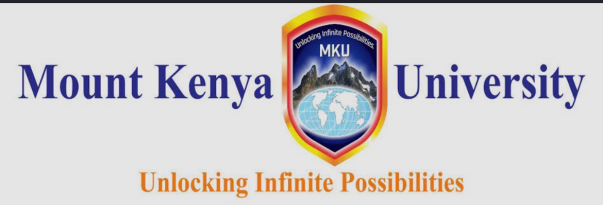 Unlocking Infinite Possibilities
MKU
Mount Kenya University
Unlocking Infinite Possibilities